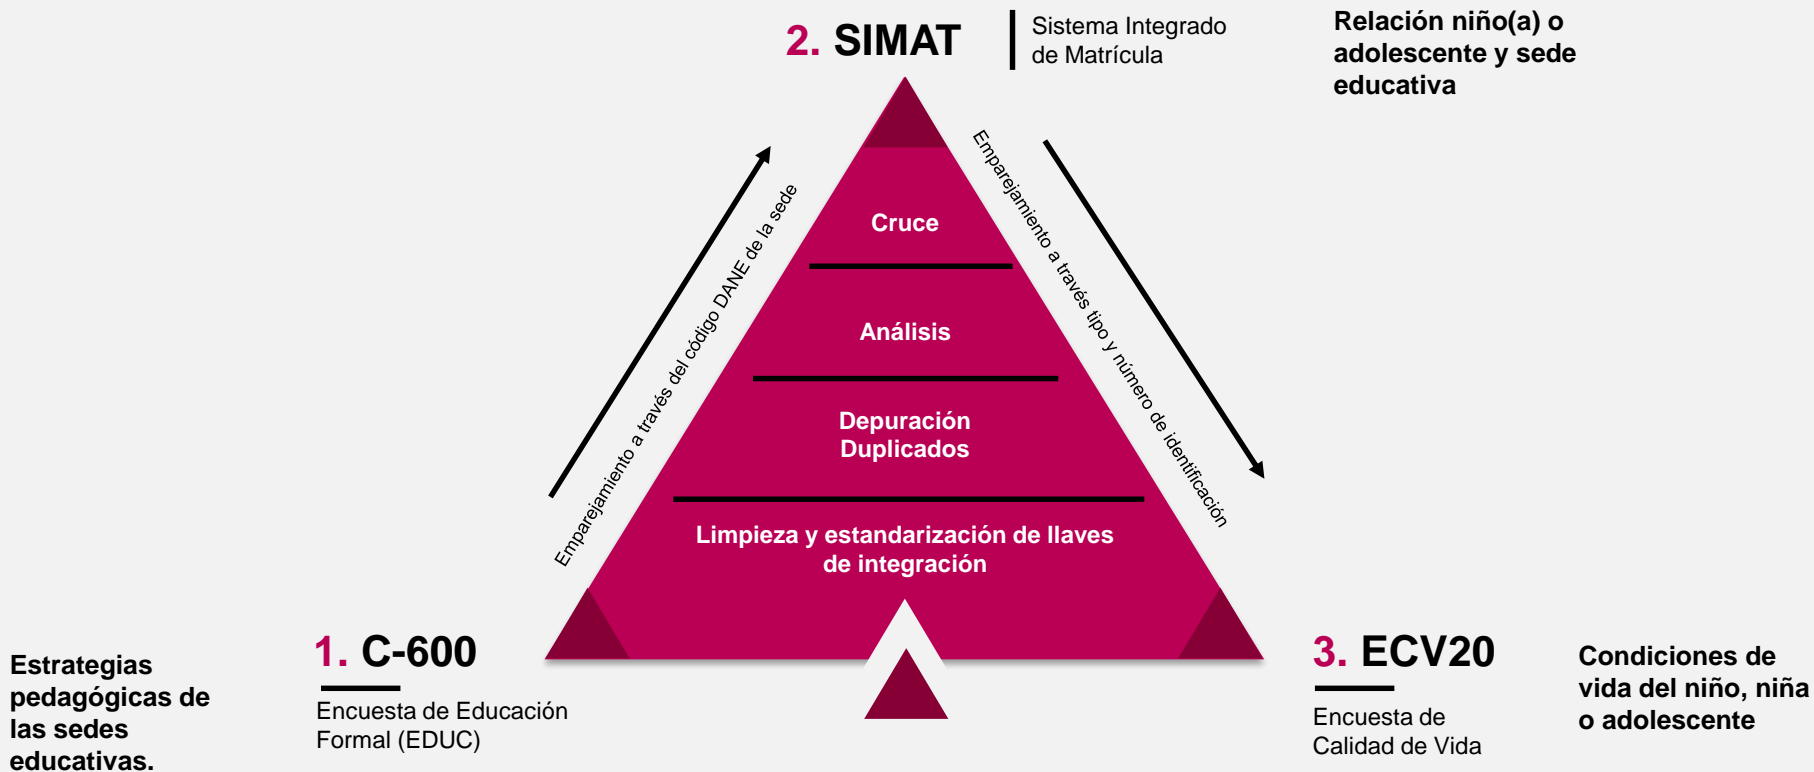 2. SIMAT
Sistema Integrado
de Matrícula
Relación niño(a) o
adolescente y sede
educativa
Emparejamiento a través del código DANE de la sede
Emparejamiento a través tipo y número de identificación
Cruce
Análisis
Depuración
Duplicados
Limpieza y estandarización de llaves
de integración
Estrategias
pedagógicas de
las sedes
educativas.
1. C-600
Encuesta de Educación
Formal (EDUC)
3. ECV20
Encuesta de
Calidad de Vida
Condiciones de
vida del niño, niña
o adolescente